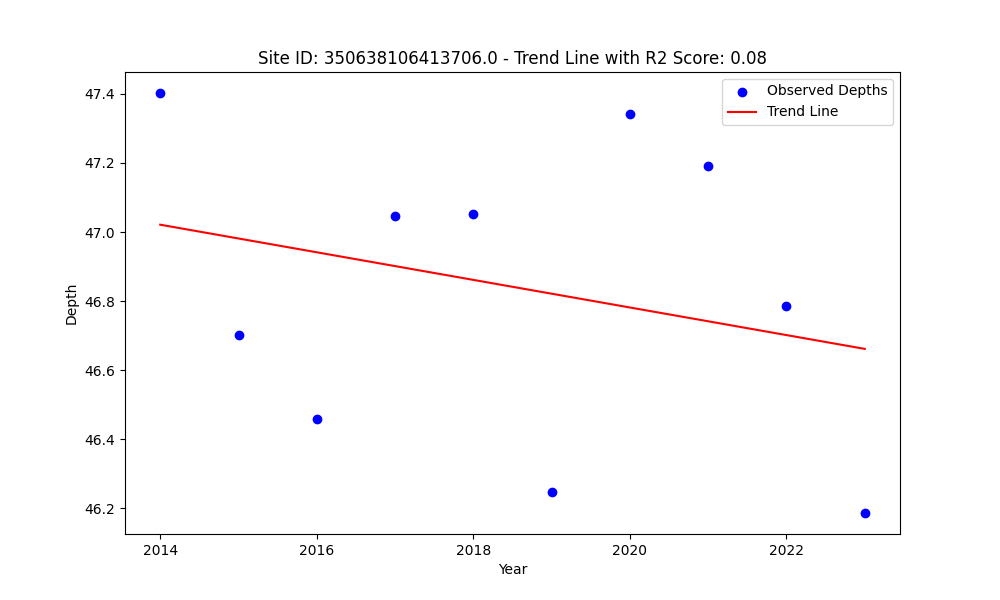 Site ID: 350638106413706.0 - Trend Line with R2 Score: 0.08
Observed Depths
Trend Line
47.4
47.2
47.0
46.8
46.6
46.4
46.2
Depth
2014
2016
2018
2020
2022
Year